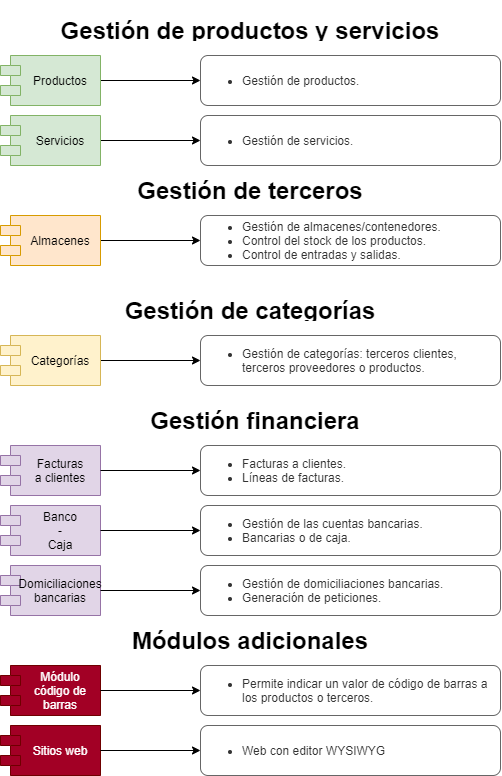 Gestión de productos y servicios
Productos
• Gestión de productos.
Servicios
• Gestión de servicios.
Gestión de terceros
Almacenes
• Gestión de almacenes/contenedores.
• Control del stock de los productos.
• Control de entradas y salidas.
Gestión de categorías
Categorías
• Gestión de categorías: terceros clientes,
terceros proveedores o productos.
Gestión financiera
Facturas
a clientes
• Facturas a clientes.
• Líneas de facturas.
Banco
-
Caja
• Gestión de las cuentas bancarias.
• Bancarias o de caja.
Domiciliaciones
bancarias
• Gestión de domiciliaciones bancarias.
• Generación de peticiones.
Módulos adicionales
Módulo
código de
barras
• Permite indicar un valor de código de barras a
los productos o terceros.
Sitios web
• Web con editor WYSIWYG